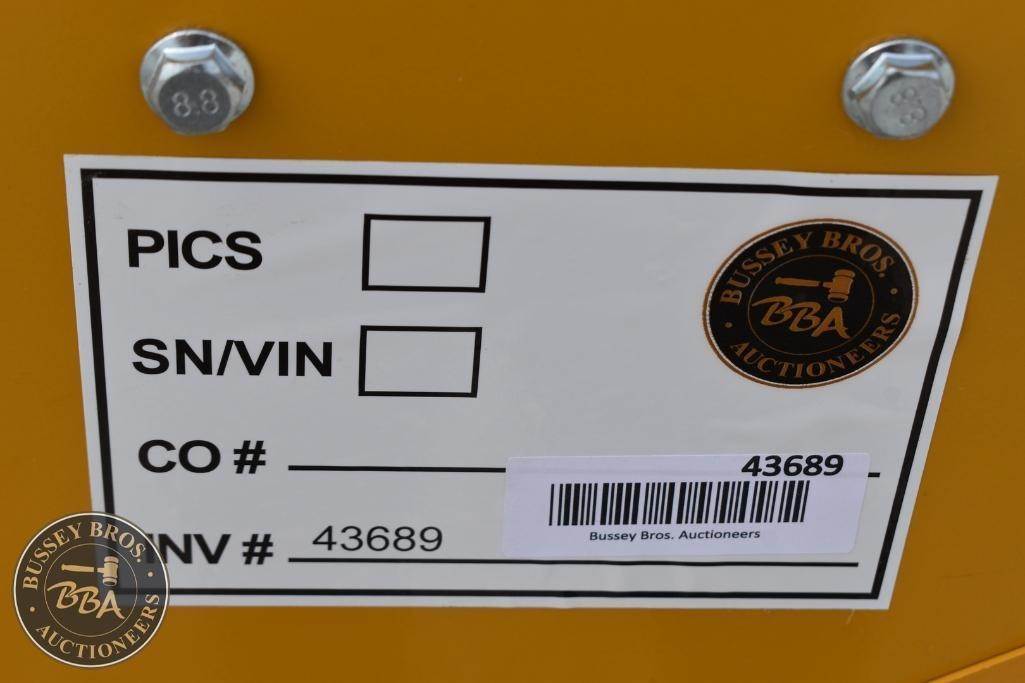 8.8
8.8
PICS
BUSSEY BROS.
BBA
AUCTIONEERS
SN/VIN
CO #
43689
Bussey Bros. Auctioneers
INV # 43689
BUSSEY BROS.
BBA
AUCTIONEERS